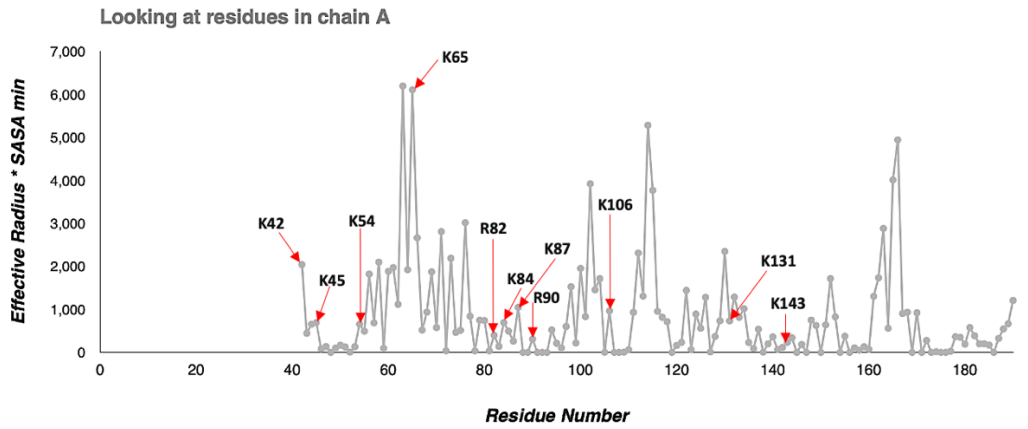 Looking at residues in chain A
Effective Radius * SASA min
7,000
6,000
5,000
4,000
3,000
2,000
1,000
0
K42
K45
K54
K65
R82
K84
K87
R90
K106
K131
K143
0 20 40 60 80 100 120 140 160 180
Residue Number